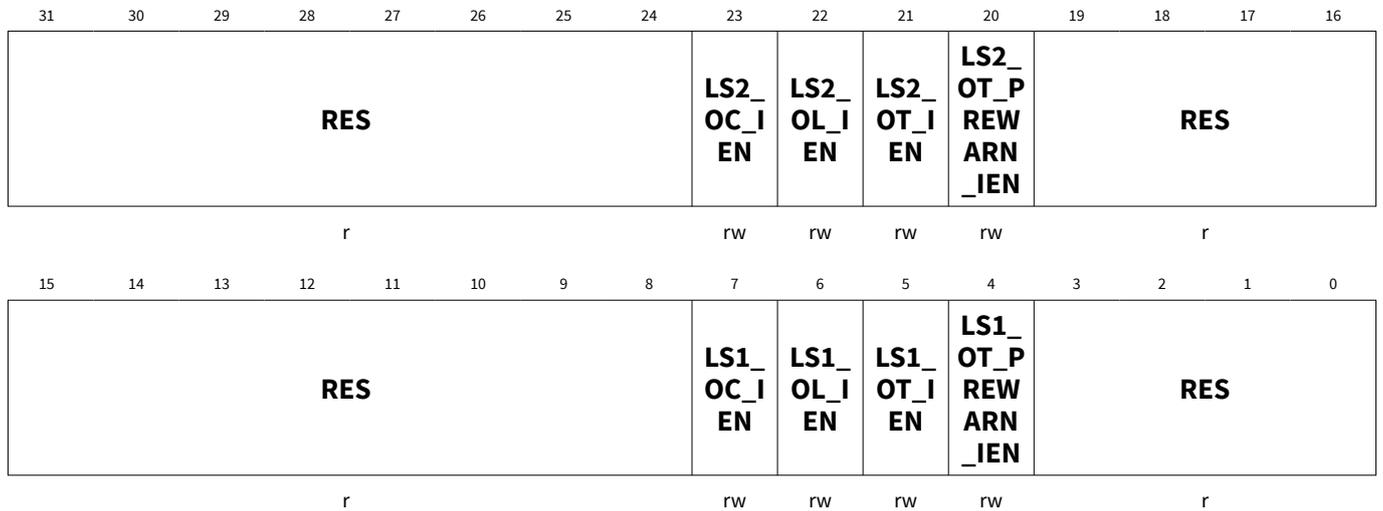 31 30 29 28 27 26 25 24 23 22 21 20 19 18 17 16
RES
LS2_
OC_I
EN
LS2_
OL_I
EN
LS2_
OT_I
EN
LS2_
OT_P
REW
ARN
_IEN
RES
r rw rw rw rw r
15 14 13 12 11 10 9 8 7 6 5 4 3 2 1 0
RES
LS1_
OC_I
EN
LS1_
OL_I
EN
LS1_
OT_I
EN
LS1_
OT_P
REW
ARN
_IEN
RES
r rw rw rw rw r